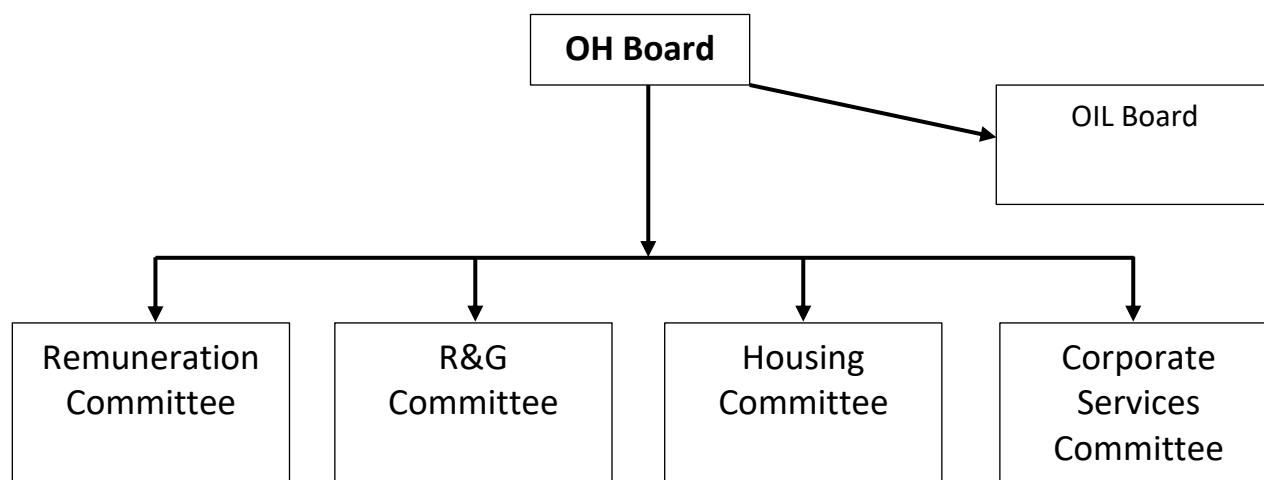 OH Board
OIL Board
Remuneration
Committee
R&G
Committee
Housing
Committee
Corporate
Services
Committee